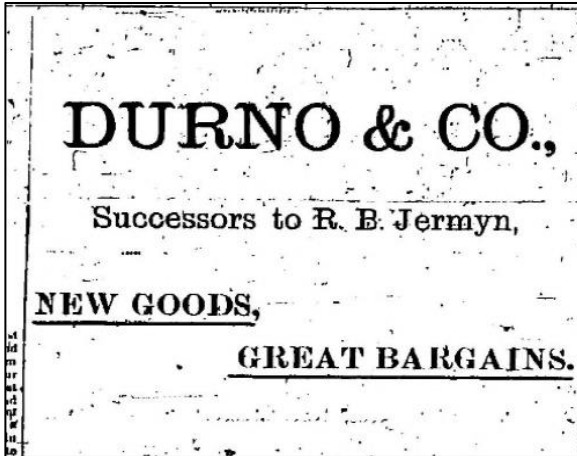 DURNO & CO.,
Successors to R. B. Jermyn,
NEW GOODS,
GREAT BARGAINS.